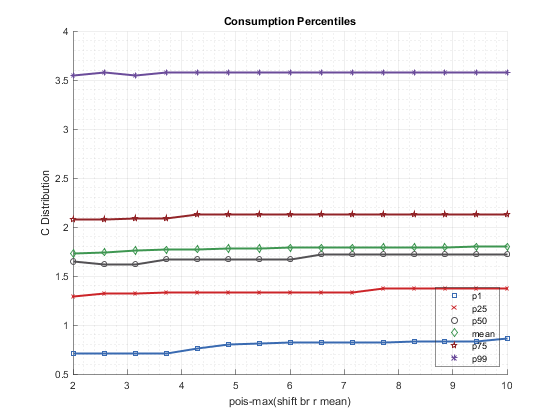 Consumption Percentiles
4
3.5
3
2.5
2
1.5
1
0.5
C Distribution
p1
p25
p50
mean
p75
p99
2 3 4 5 6 7 8 9 10
pois-max(shift br r mean)